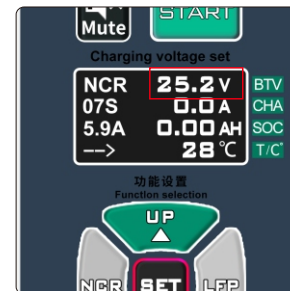 START
Mute
Charging voltage set
NCR 25.2V BTV
07S 0.0A CHA
5.9A 0.00AH SOC
--> 28℃ T/C°
功能设置
Function selection
UP
NCR SET LFP